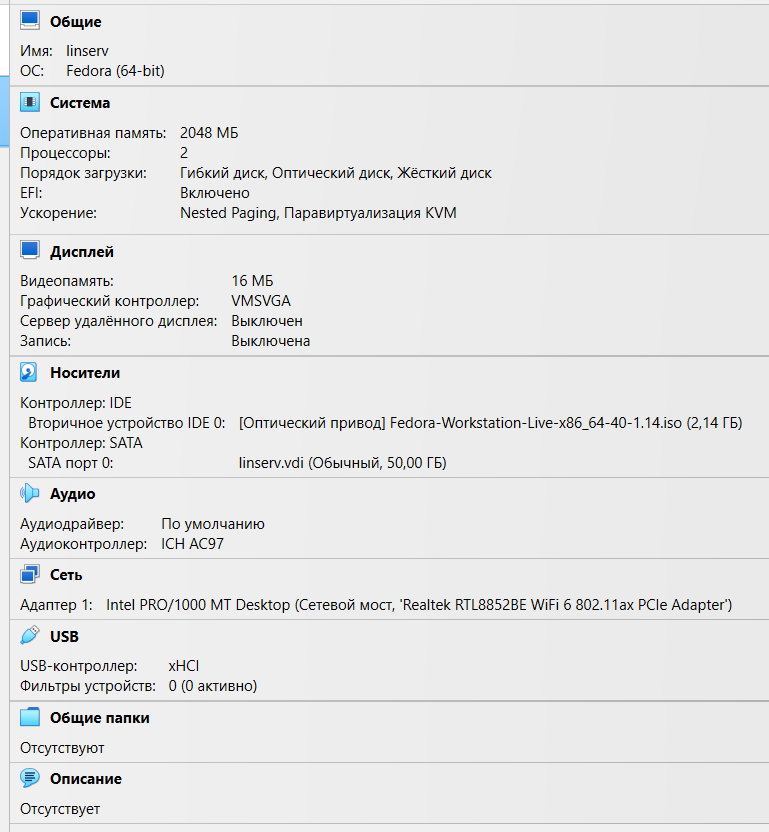 Общие
Имя: linserv
ОС: Fedora (64-bit)
Система
Оперативная память: 2048 МБ
Процессоры: 2
Порядок загрузки: Гибкий диск, Оптический диск, Жёсткий диск
EFI: Включено
Ускорение: Nested Paging, Паравиртуализация KVM
Дисплей
Видеопамять: 16 МБ
Графический контроллер: VMSVGA
Сервер удалённого дисплея: Выключен
Запись: Выключена
Носители
Контроллер: IDE
Вторичное устройство IDE 0: [Оптический привод] Fedora-Workstation-Live-x86_64-40-1.14.iso (2,14 ГБ)
Контроллер: SATA
SATA порт 0: linserv.vdi (Обычный, 50,00 ГБ)
Аудио
Аудиодрайвер: По умолчанию
Аудиоконтроллер: ICH AC97
Сеть
Адаптер 1: Intel PRO/1000 MT Desktop (Сетевой мост, 'Realtek RTL8852BE WiFi 6 802.11ax PCIe Adapter')
USB
USB-контроллер: xHCI
Фильтры устройств: 0 (0 активно)
Общие папки
Отсутствуют
Описание
Отсутствует